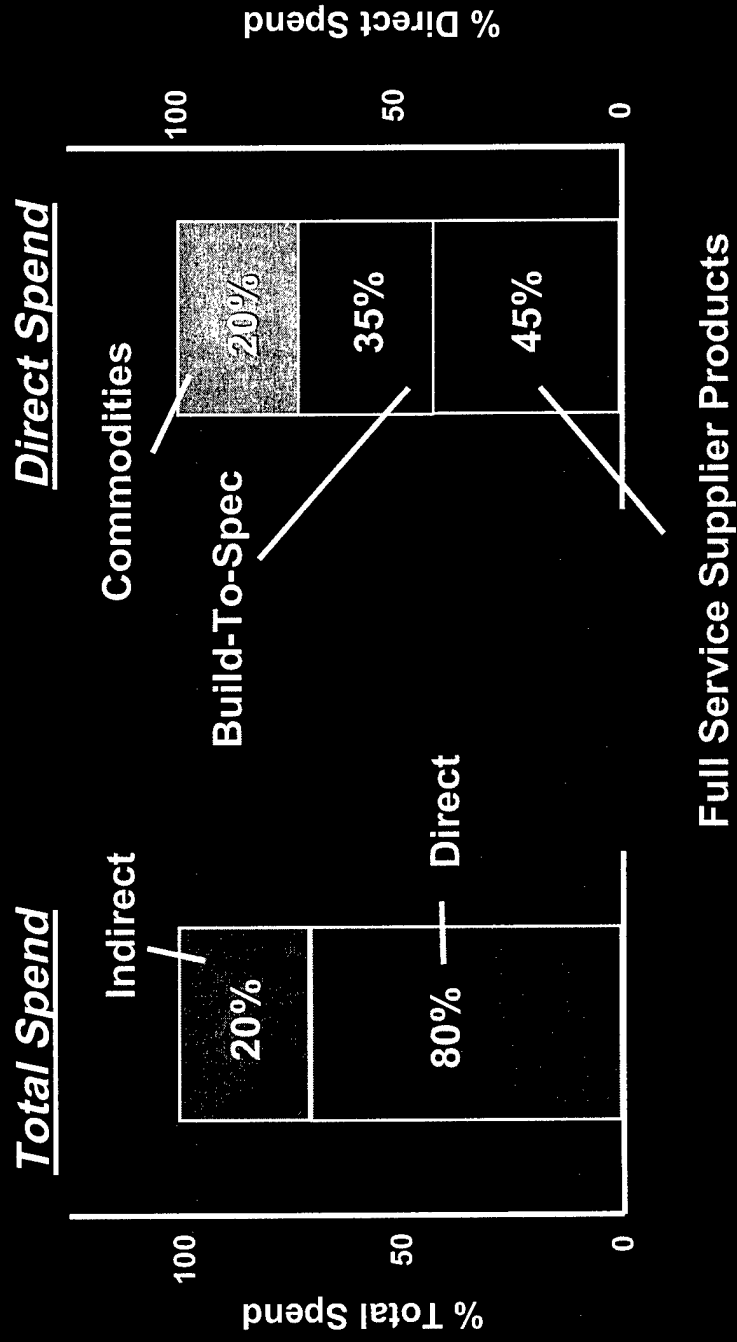 Total Spend
% Total Spend
100
50
0
Indirect
20%
80%
Direct
Direct Spend
% Direct Spend
100
50
0
Commodities
20%
Build-To-Spec
35%
45%
Full Service Supplier Products